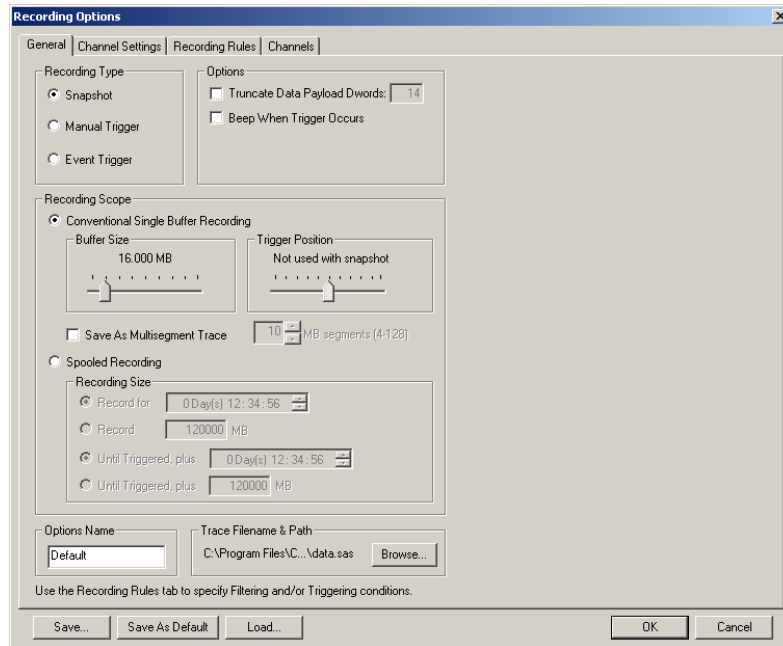 Recording Options
General Channel Settings Recording Rules Channels
Recording Type
Snapshot
Manual Trigger
Event Trigger
Options
Truncate Data Payload Dwords: 14
Beep When Trigger Occurs
Recording Scope
Conventional Single Buffer Recording
Buffer Size
16.000 MB
Trigger Position
Not used with snapshot
Save As Multisegment Trace 10 MB segments (4-128)
Spooled Recording
Recording Size
Record for 0 Day(s) 12 : 34 : 56
Record 120000 MB
Until Triggered, plus 0 Day(s) 12 : 34 : 56
Until Triggered, plus 120000 MB
Options Name
Default
Trace Filename & Path
C:\Program Files\C...\data.sas Browse...
Use the Recording Rules tab to specify Filtering and/or Triggering conditions.
Save... Save As Default Load... OK Cancel